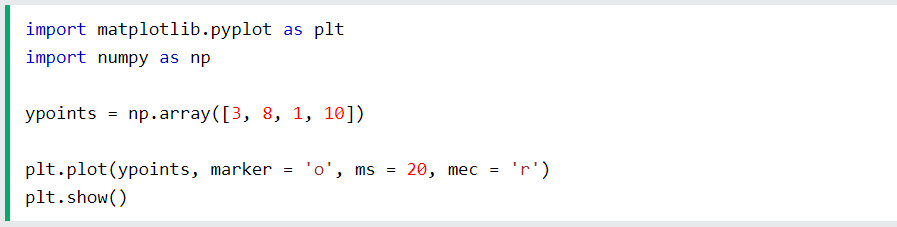 import matplotlib.pyplot as plt
import numpy as np
ypoints = np.array([3, 8, 1, 10])
plt.plot(ypoints, marker = 'o', ms = 20, mec = 'r')
plt.show()